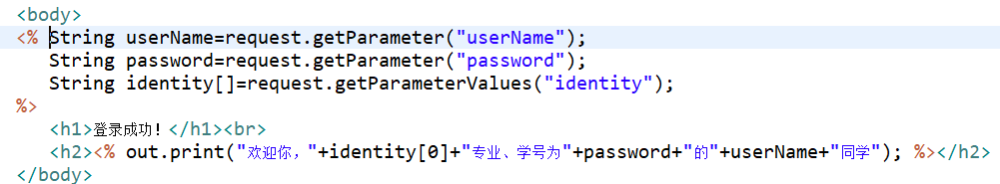 <body>
<% String userName=request.getParameter("userName");
String password=request.getParameter("password");
String identity[]=request.getParameterValues("identity");
%>
<h1>登录成功！</h1><br>
<h2><% out.print("欢迎你，"+identity[0]+"专业、学号为"+password+"的"+userName+"同学"); %></h2>
</body>